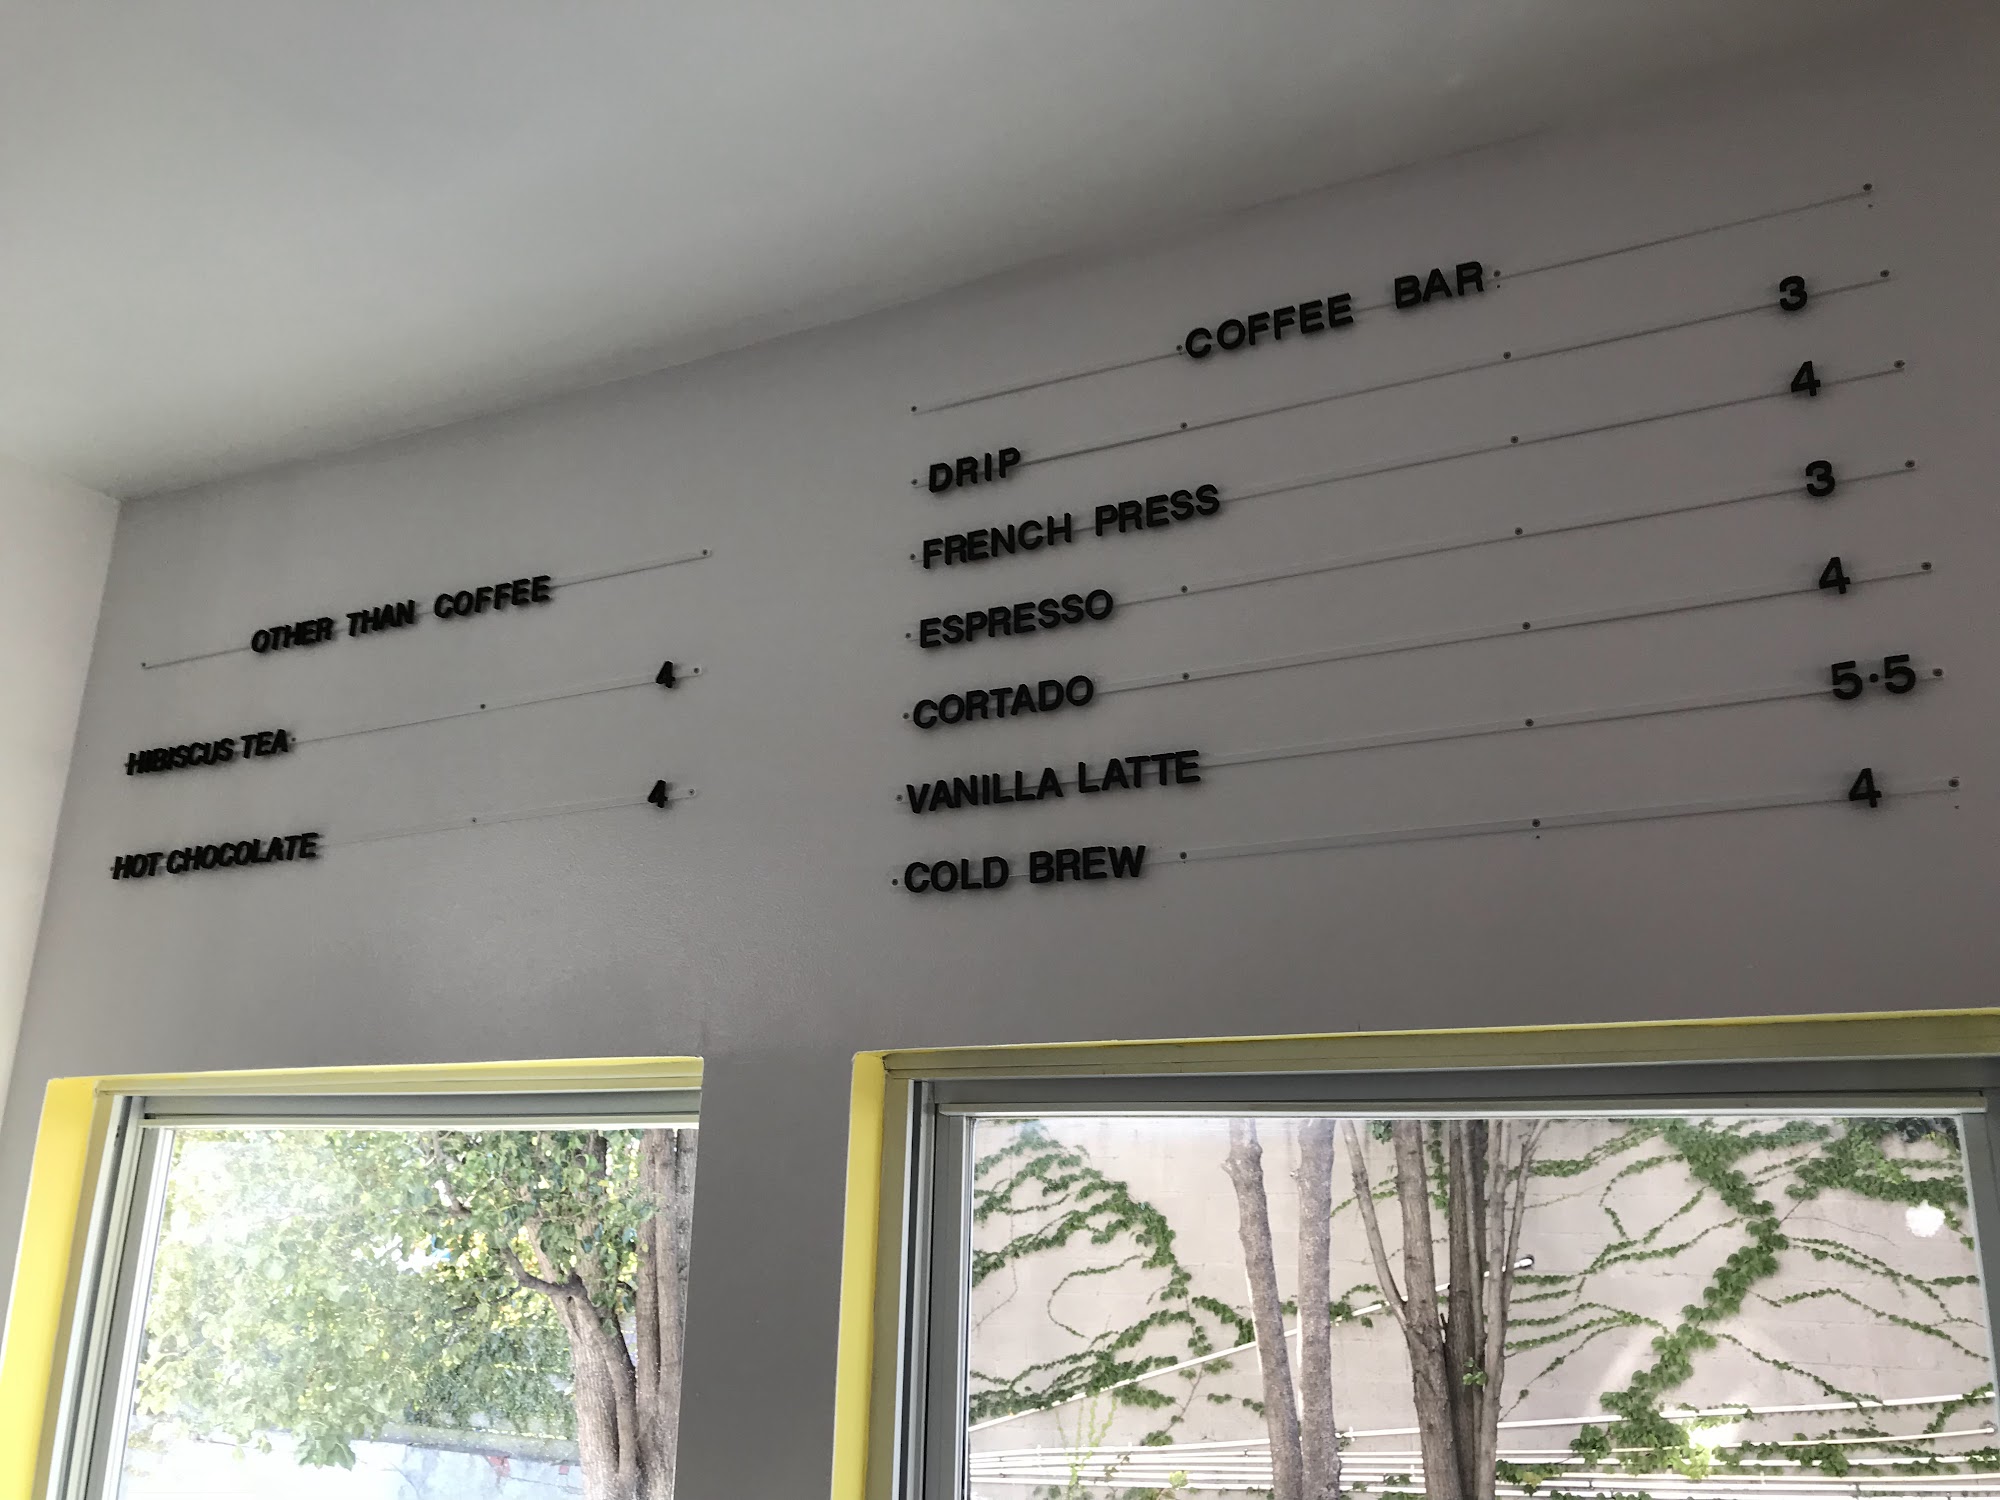 OTHER THAN COFFEE
HIBISCUS TEA 4
HOT CHOCOLATE 4
COFFEE BAR
DRIP 3
FRENCH PRESS 4
ESPRESSO 3
CORTADO 4
VANILLA LATTE 5·5
COLD BREW 4